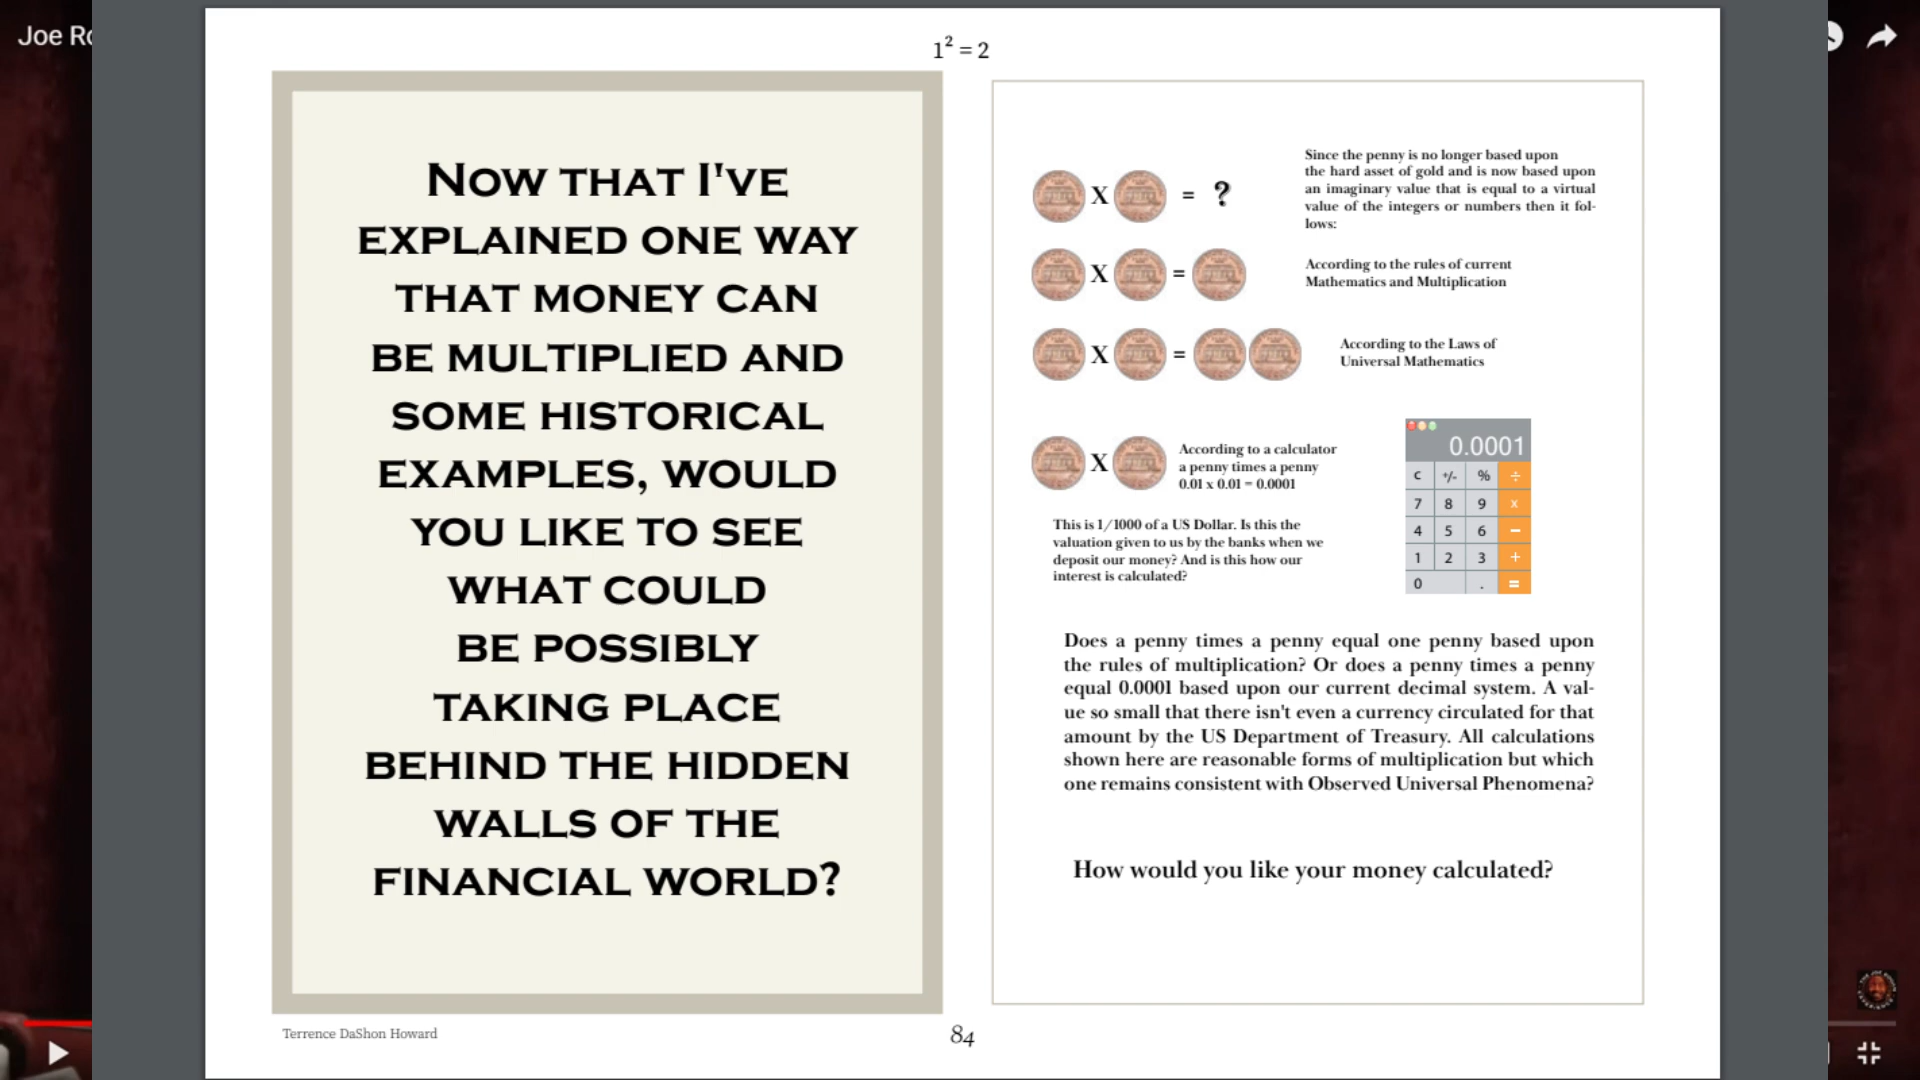 Joe Ro
1² = 2
NOW THAT I'VE
EXPLAINED ONE WAY
THAT MONEY CAN
BE MULTIPLIED AND
SOME HISTORICAL
EXAMPLES, WOULD
YOU LIKE TO SEE
WHAT COULD
BE POSSIBLY
TAKING PLACE
BEHIND THE HIDDEN
WALLS OF THE
FINANCIAL WORLD?
X = ?
Since the penny is no longer based upon
the hard asset of gold and is now based upon
an imaginary value that is equal to a virtual
value of the integers or numbers then it fol-
lows:
X =
According to the rules of current
Mathematics and Multiplication
X =
According to the Laws of
Universal Mathematics
X
According to a calculator
a penny times a penny
0.01 x 0.01 = 0.0001
0.0001
C +/- % ÷
7 8 9 x
4 5 6 −
1 2 3 +
0 . =
This is 1/1000 of a US Dollar. Is this the
valuation given to us by the banks when we
deposit our money? And is this how our
interest is calculated?
Does a penny times a penny equal one penny based upon
the rules of multiplication? Or does a penny times a penny
equal 0.0001 based upon our current decimal system. A val-
ue so small that there isn't even a currency circulated for that
amount by the US Department of Treasury. All calculations
shown here are reasonable forms of multiplication but which
one remains consistent with Observed Universal Phenomena?
How would you like your money calculated?
Terrence DaShon Howard
84